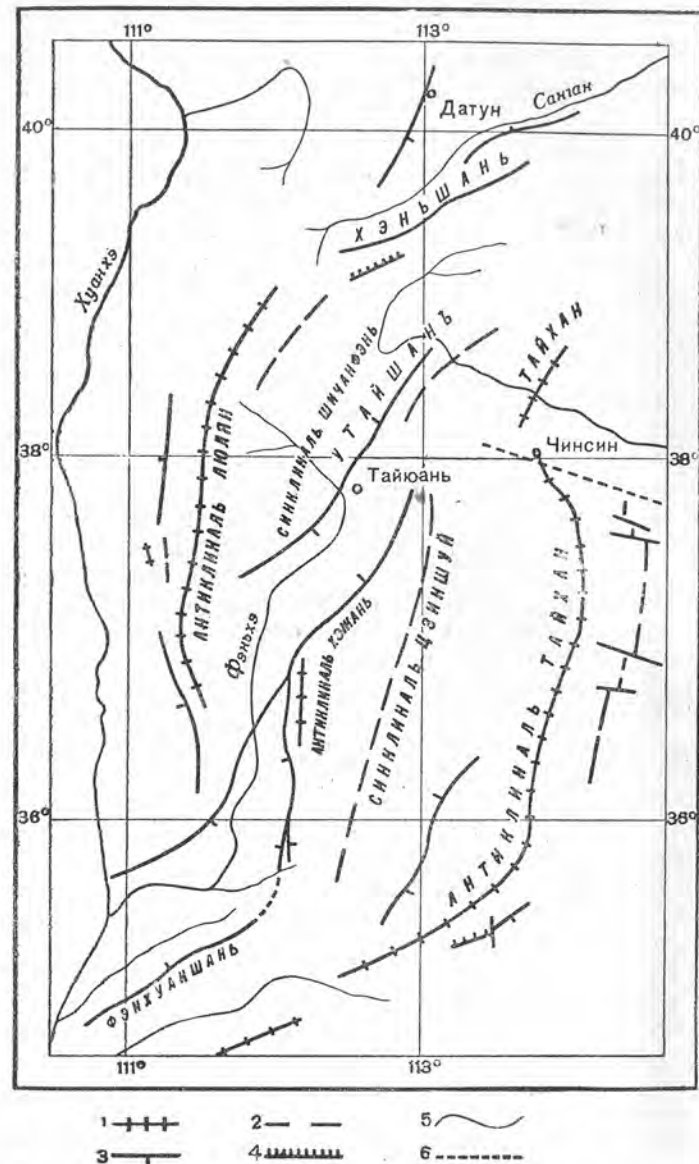 111°
113°
Датун
Санган
40°
40°
ХЭНЬШАНЬ
Хуанхэ
ТАЙХАН
СИНКЛИНАЛЬ ШИЧАНФЭНЬ
УТАЙШАНЬ
38°
38°
Чинсин
Тайюань
АНТИКЛИНАЛЬ ЛЮЛЯН
Фэньхэ
АНТИКЛИНАЛЬ ХЭЖАНЬ
СИНКЛИНАЛЬ ЦЗИНШУЙ
АНТИКЛИНАЛЬ ТАЙХАН
36°
36°
ФЭНХУАНШАНЬ
111°
113°
1
2
5
3
4
6